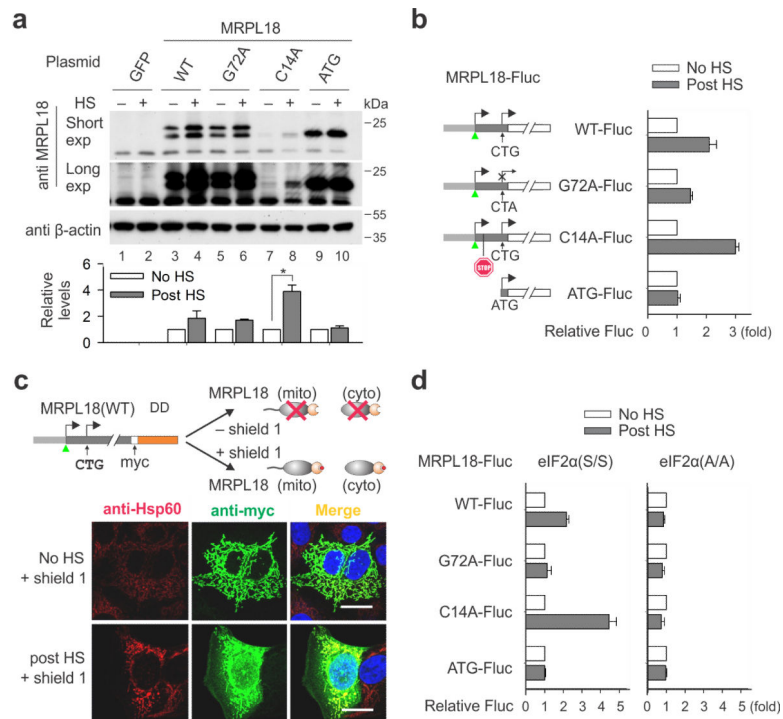 a
MRPL18
Plasmid
GFP
WT
G72A
C14A
ATG
HS − + − + − + − + − + kDa
anti MRPL18
Short exp
−25
Long exp
−25
−15
−55
anti β-actin
−35
1 2 3 4 5 6 7 8 9 10
Relative levels
6
4
2
0
No HS
Post HS
*
b
No HS
Post HS
MRPL18-Fluc
CTG
WT-Fluc
CTA
G72A-Fluc
CTG
C14A-Fluc
STOP
ATG
ATG-Fluc
Relative Fluc 0 1 2 3 (fold)
c
MRPL18(WT) DD
CTG
myc
MRPL18 (mito) (cyto)
− shield 1
+ shield 1
MRPL18 (mito) (cyto)
anti-Hsp60 anti-myc Merge
No HS
+ shield 1
post HS
+ shield 1
d
No HS
Post HS
MRPL18-Fluc eIF2α(S/S) eIF2α(A/A)
WT-Fluc
G72A-Fluc
C14A-Fluc
ATG-Fluc
Relative Fluc 0 1 2 3 4 5 0 1 2 3 4 5 (fold)